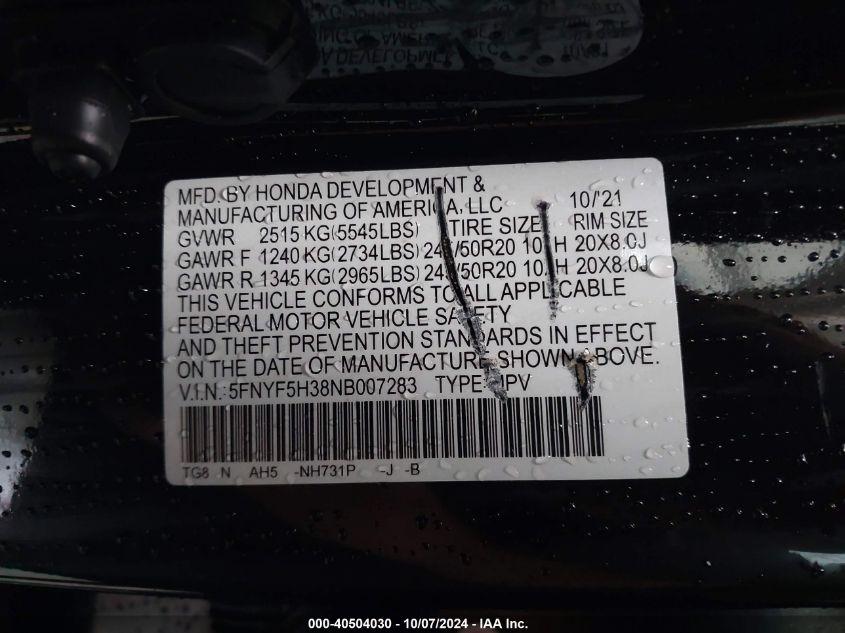 MFD. BY HONDA DEVELOPMENT &
MANUFACTURING OF AMERICA, LLC 10/'21
GVWR 2515 KG(5545LBS) TIRE SIZE RIM SIZE
GAWR F 1240 KG(2734LBS) /50R20 20X8.0J
GAWR R 1345 KG(2965LBS) /50R20 20X8.0J
THIS VEHICLE CONFORMS TO ALL APPLICABLE
FEDERAL MOTOR VEHICLE SAFETY
AND THEFT PREVENTION STANDARDS IN EFFECT
ON THE DATE OF MANUFACTURE SHOWN ABOVE.
V.I.N.: 5FNYF5H38NB007283 TYPE: MPV
TG8 N AH5 -NH731P -J -B
000-40504030 - 10/07/2024 - IAA Inc.